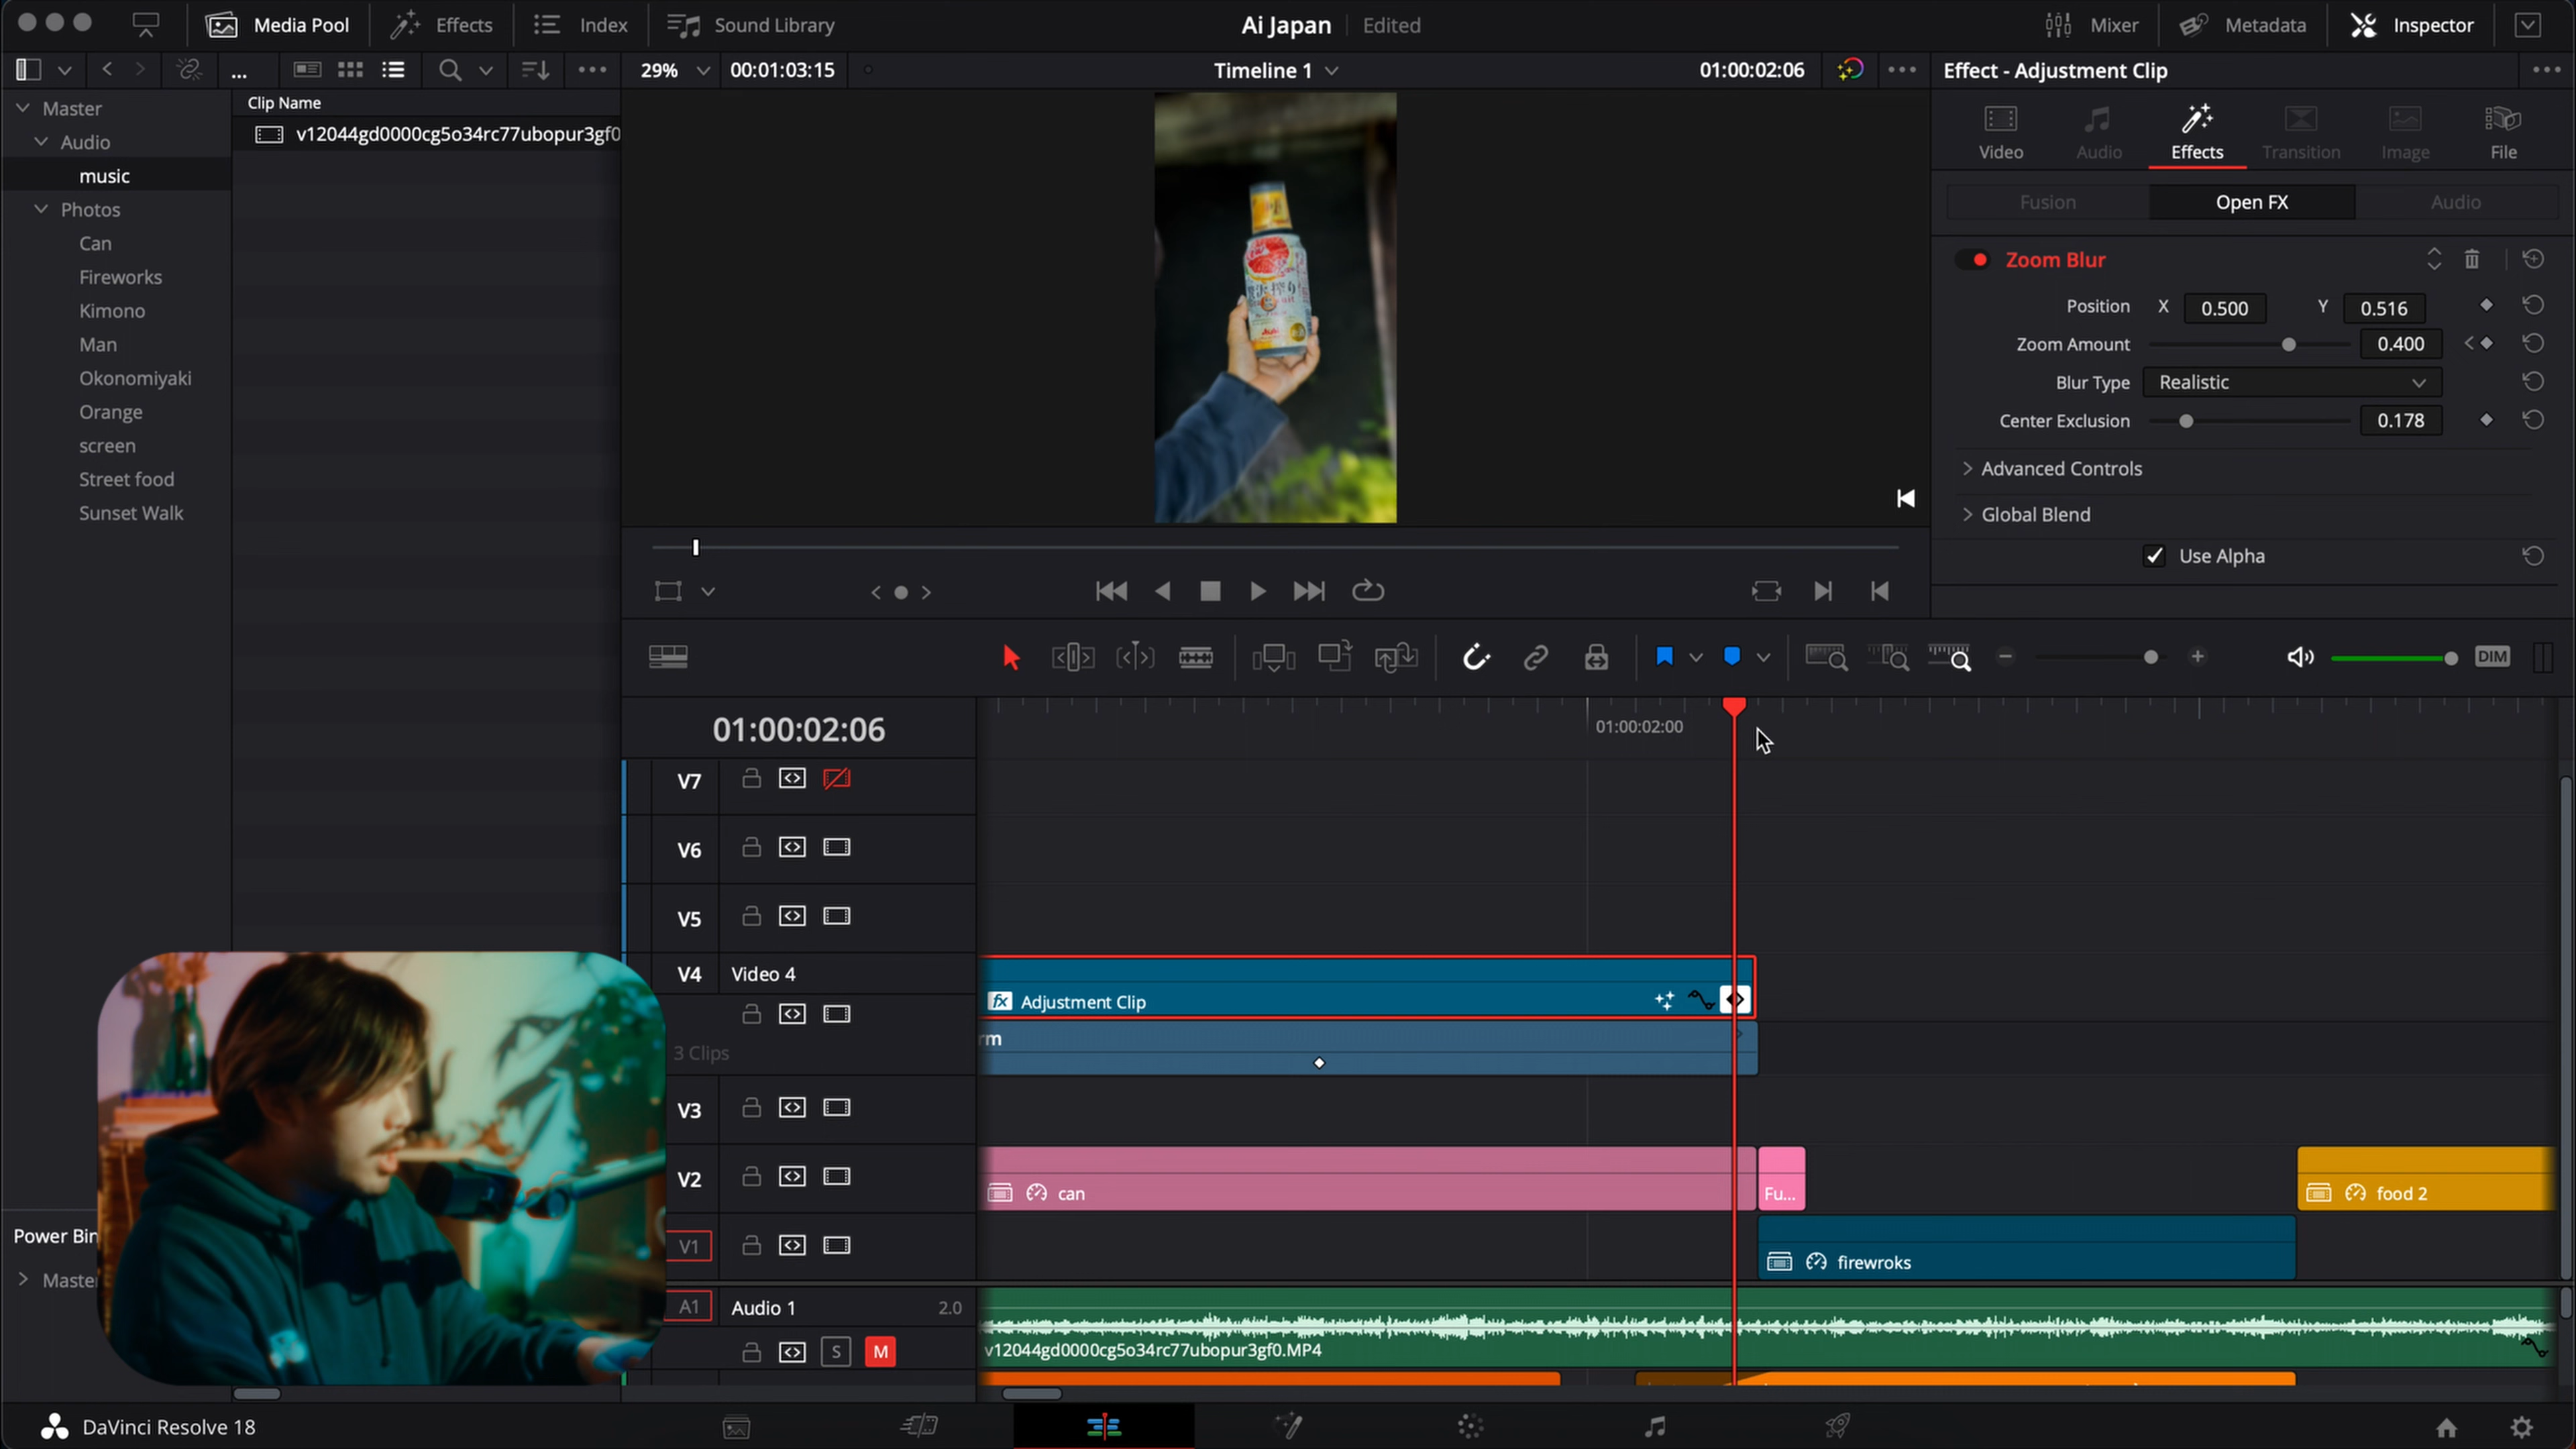 Media Pool
Effects
Index
Sound Library
Ai Japan
Edited
Mixer
Metadata
Inspector
29%
00:01:03:15
Timeline 1
01:00:02:06
Effect - Adjustment Clip
Master
Audio
music
Photos
Can
Fireworks
Kimono
Man
Okonomiyaki
Orange
screen
Street food
Sunset Walk
Clip Name
v12044gd0000cg5o34rc77ubopur3gf0
Video
Audio
Effects
Transition
Image
File
Fusion
Open FX
Audio
Zoom Blur
Position X 0.500 Y 0.516
Zoom Amount 0.400
Blur Type Realistic
Center Exclusion 0.178
Advanced Controls
Global Blend
Use Alpha
DIM
01:00:02:06
01:00:02:00
V7
V6
V5
V4 Video 4
fx Adjustment Clip
3 Clips
rm
V3
V2
can
Fu...
food 2
V1
firewroks
A1 Audio 1 2.0
S M
v12044gd0000cg5o34rc77ubopur3gf0.MP4
Power Bin
Maste
DaVinci Resolve 18